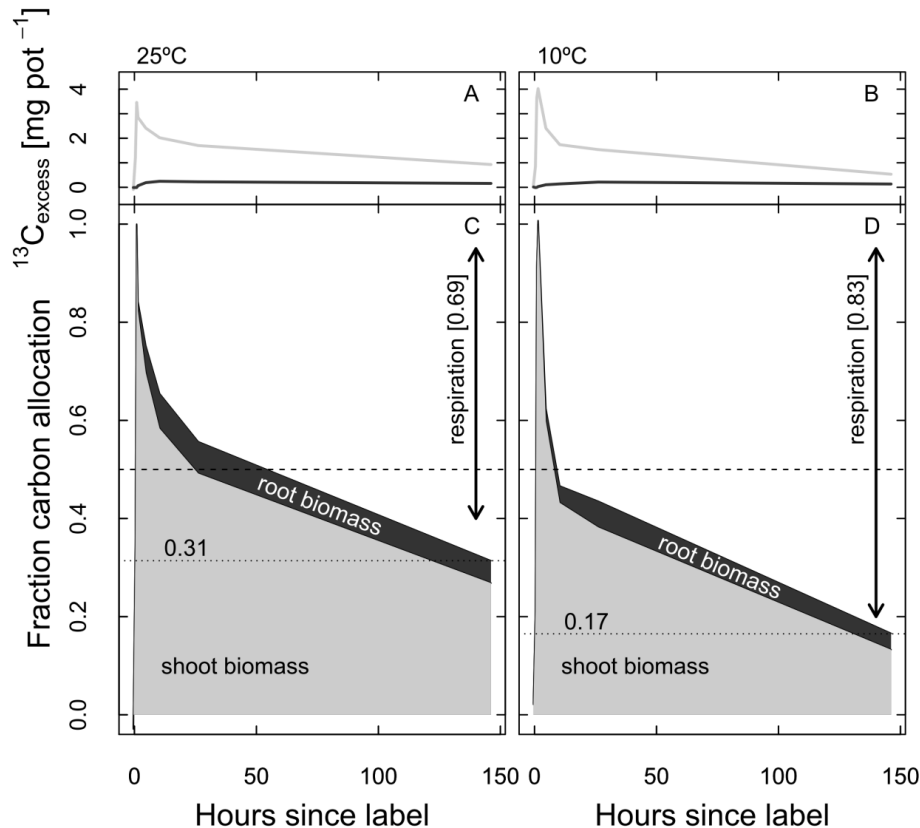 25ºC
10ºC
¹³C_excess [mg pot⁻¹]
0 2 4
A
B
Fraction carbon allocation
0.0 0.2 0.4 0.6 0.8 1.0
C
respiration [0.69]
root biomass
0.31
shoot biomass
D
respiration [0.83]
root biomass
0.17
shoot biomass
0 50 100 150
0 50 100 150
Hours since label
Hours since label